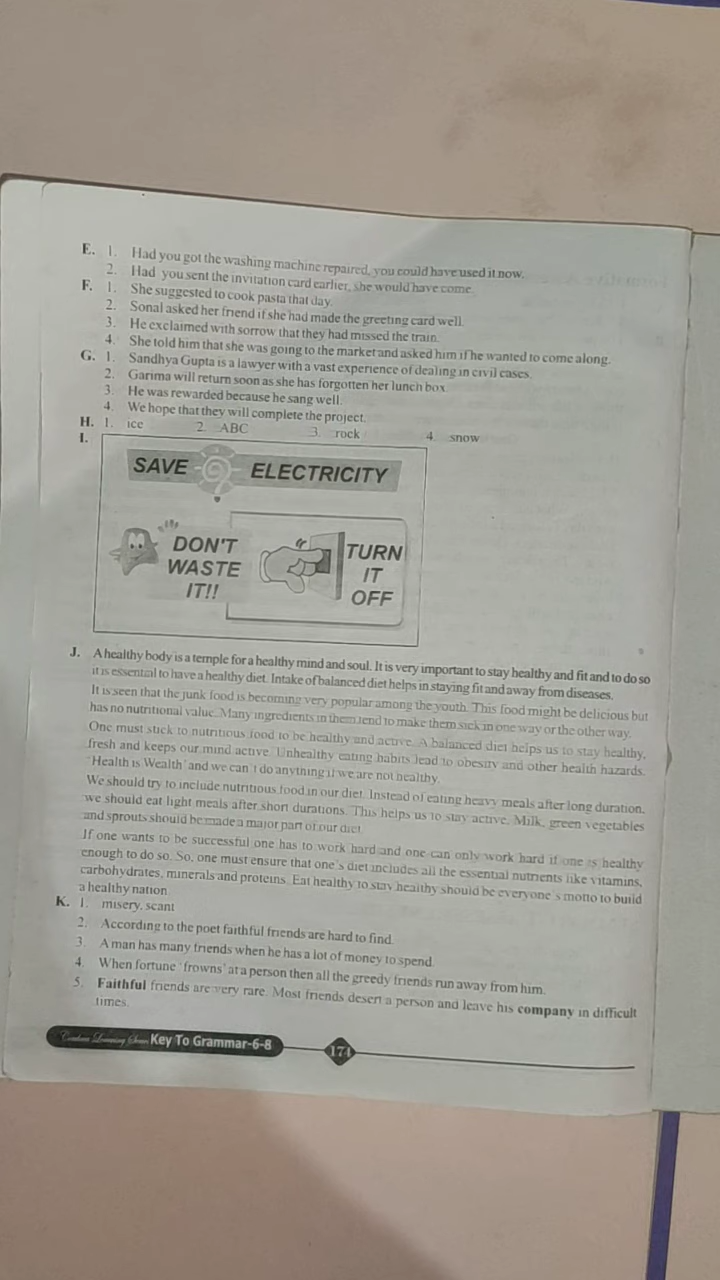 E. 1. Had you got the washing machine repaired, you could have used it now.
2. Had you sent the invitation card earlier, she would have come.
F. 1. She suggested to cook pasta that day.
2. Sonal asked her friend if she had made the greeting card well.
3. He exclaimed with sorrow that they had missed the train.
4. She told him that she was going to the market and asked him if he wanted to come along.
G. 1. Sandhya Gupta is a lawyer with a vast experience of dealing in civil cases.
2. Garima will return soon as she has forgotten her lunch box.
3. He was rewarded because he sang well.
4. We hope that they will complete the project.
H. 1. ice 2. ABC 3. rock 4. snow
I.
SAVE ELECTRICITY
DON'T
WASTE
IT!!
TURN
IT
OFF
J. A healthy body is a temple for a healthy mind and soul. It is very important to stay healthy and fit and to do so
it is essential to have a healthy diet. Intake of balanced diet helps in staying fit and away from diseases.
It is seen that the junk food is becoming very popular among the youth. This food might be delicious but
has no nutritional value. Many ingredients in them tend to make them sick in one way or the other way.
One must stick to nutritious food to be healthy and active. A balanced diet helps us to stay healthy,
fresh and keeps our mind active. Unhealthy eating habits lead to obesity and other health hazards.
'Health is Wealth' and we can't do anything if we are not healthy.
We should try to include nutritious food in our diet. Instead of eating heavy meals after long duration,
we should eat light meals after short durations. This helps us to stay active. Milk, green vegetables
and sprouts should be made a major part of our diet.
If one wants to be successful one has to work hard and one can only work hard if one is healthy
enough to do so. So, one must ensure that one's diet includes all the essential nutrients like vitamins,
carbohydrates, minerals and proteins. Eat healthy to stay healthy should be everyone's motto to build
a healthy nation.
K. 1. misery, scant
2. According to the poet faithful friends are hard to find.
3. A man has many friends when he has a lot of money to spend.
4. When fortune 'frowns' at a person then all the greedy friends run away from him.
5. Faithful friends are very rare. Most friends desert a person and leave his company in difficult
times.
Learning Key To Grammar-6-8
171